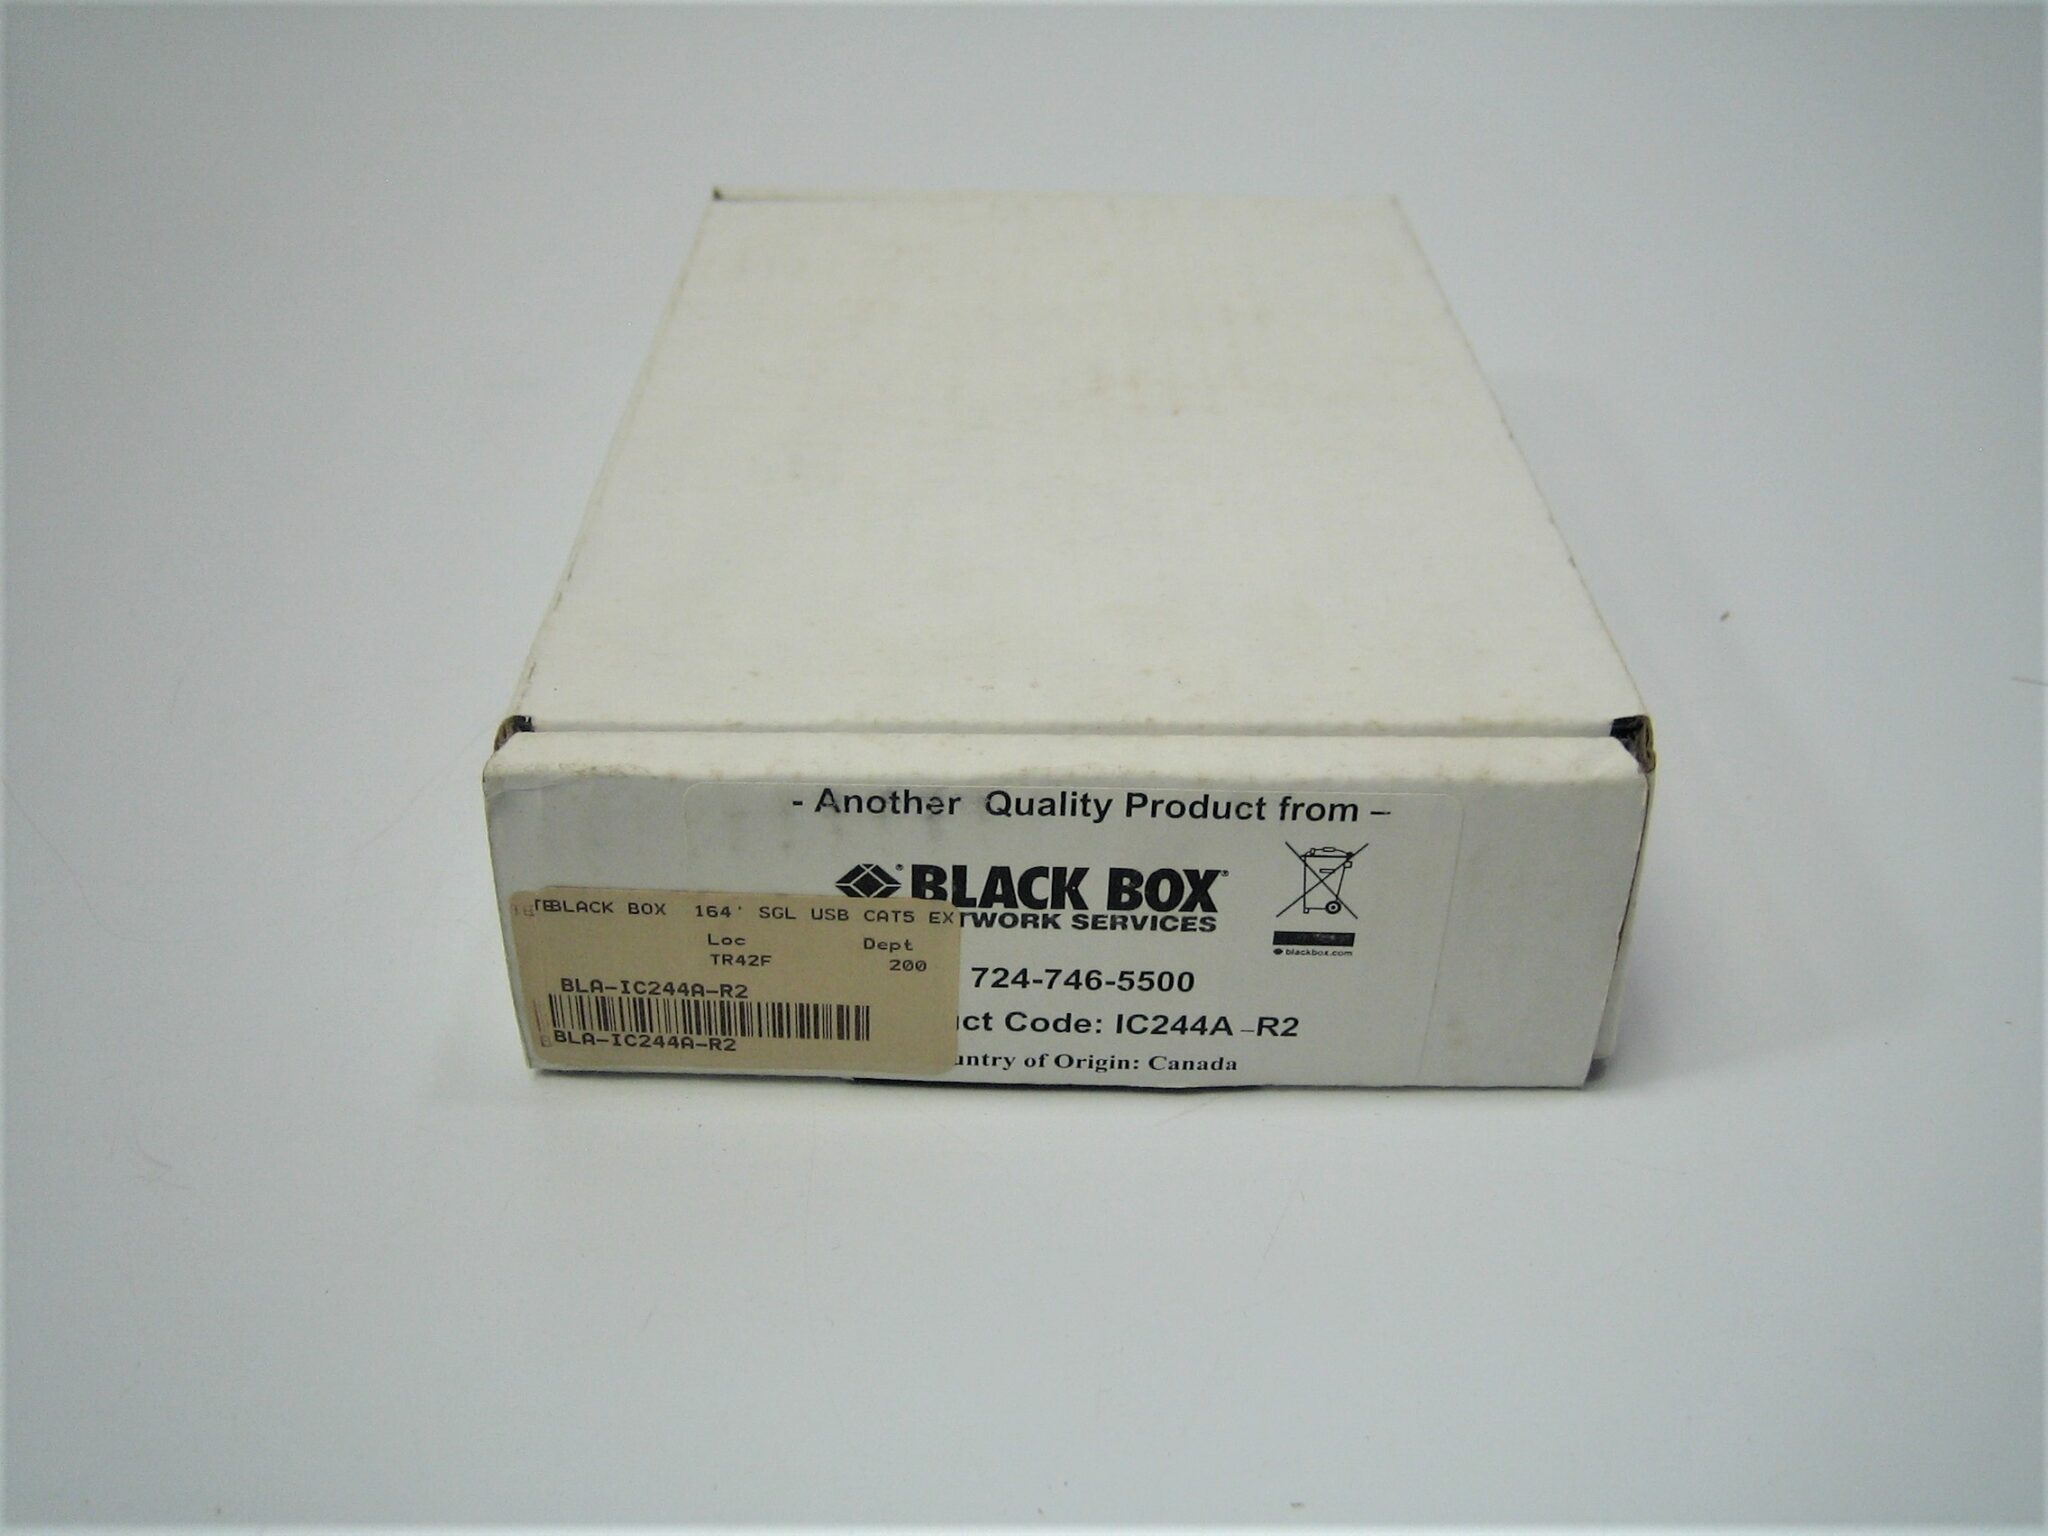 - Another Quality Product from –
BLACK BOX
TWORK SERVICES
blackbox.com
724-746-5500
ct Code: IC244A -R2
untry of Origin: Canada
BLACK BOX 164' SGL USB CAT5 EX
Loc Dept
TR42F 200
BLA-IC244A-R2
BLA-IC244A-R2